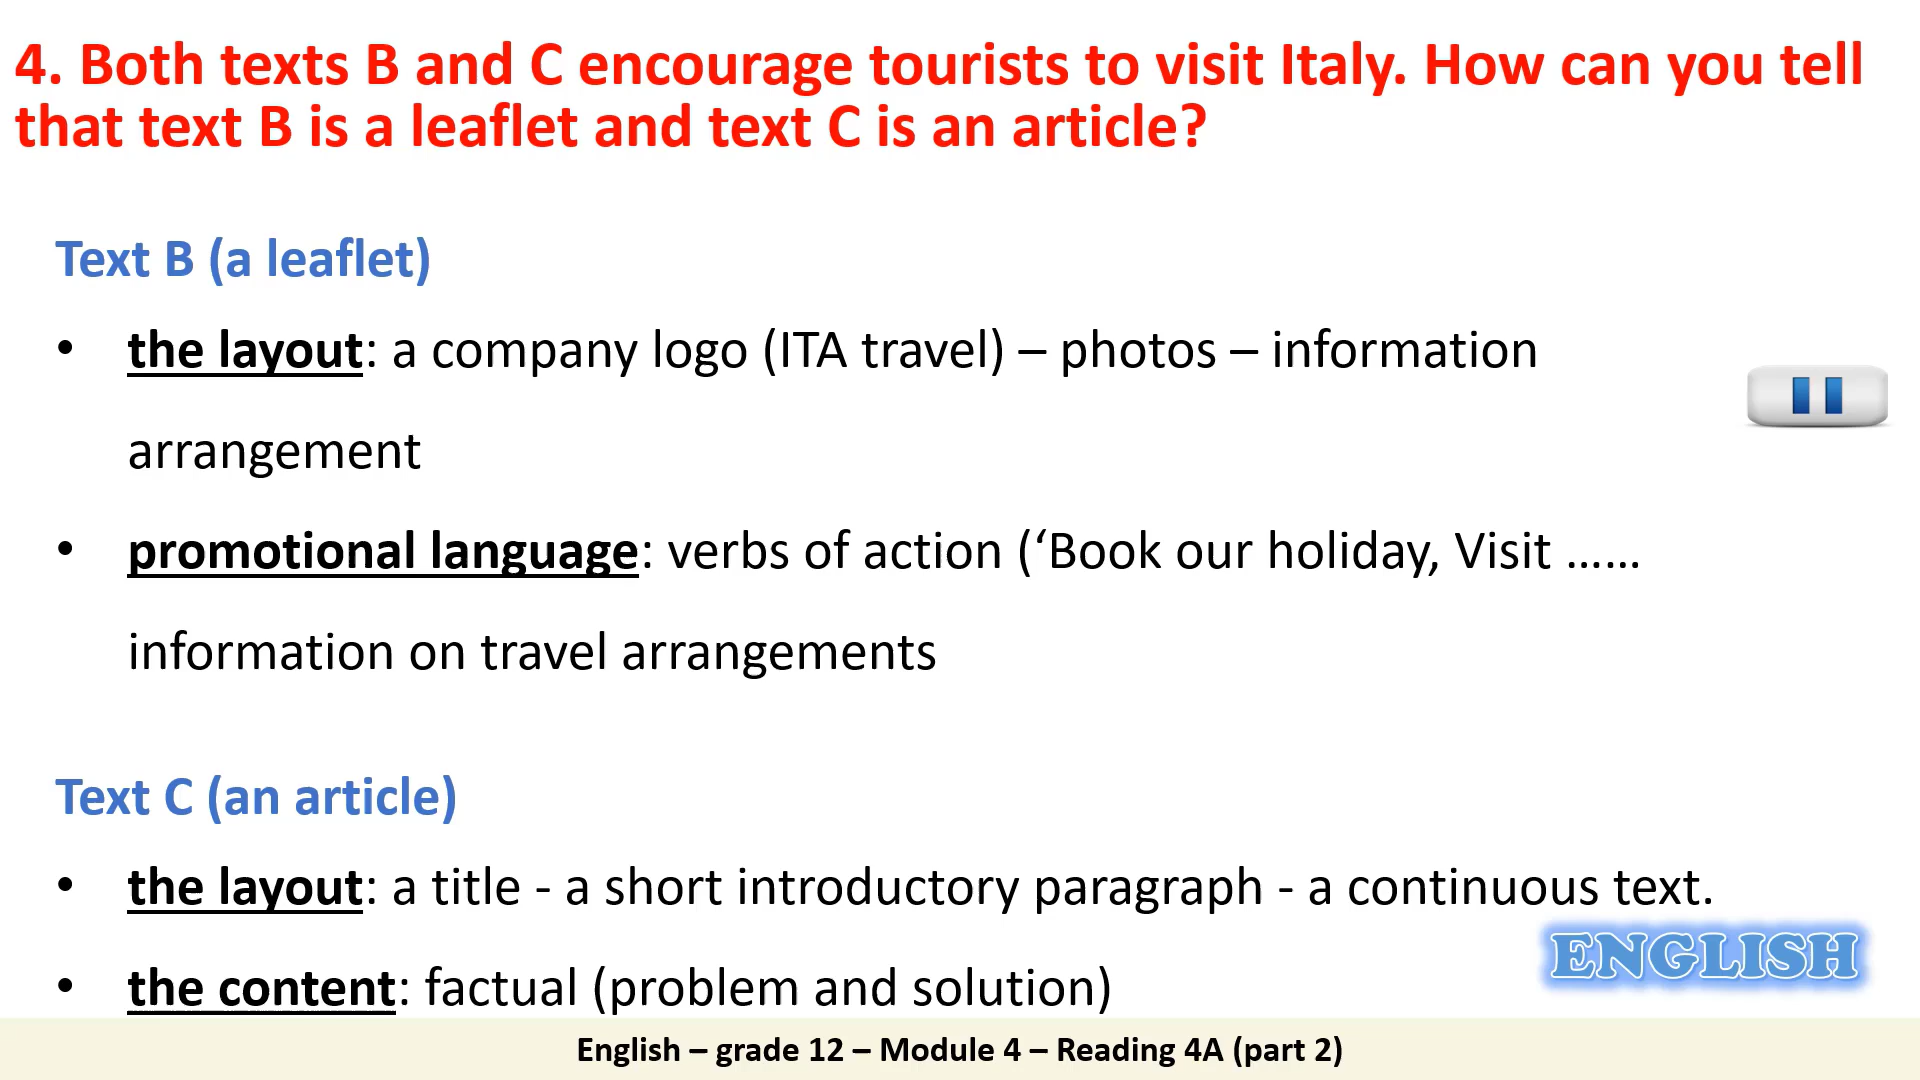 4. Both texts B and C encourage tourists to visit Italy. How can you tell
that text B is a leaflet and text C is an article?
Text B (a leaflet)
• the layout: a company logo (ITA travel) – photos – information
arrangement
• promotional language: verbs of action (‘Book our holiday, Visit ......
information on travel arrangements
Text C (an article)
• the layout: a title - a short introductory paragraph - a continuous text.
• the content: factual (problem and solution)
ENGLISH
English – grade 12 – Module 4 – Reading 4A (part 2)